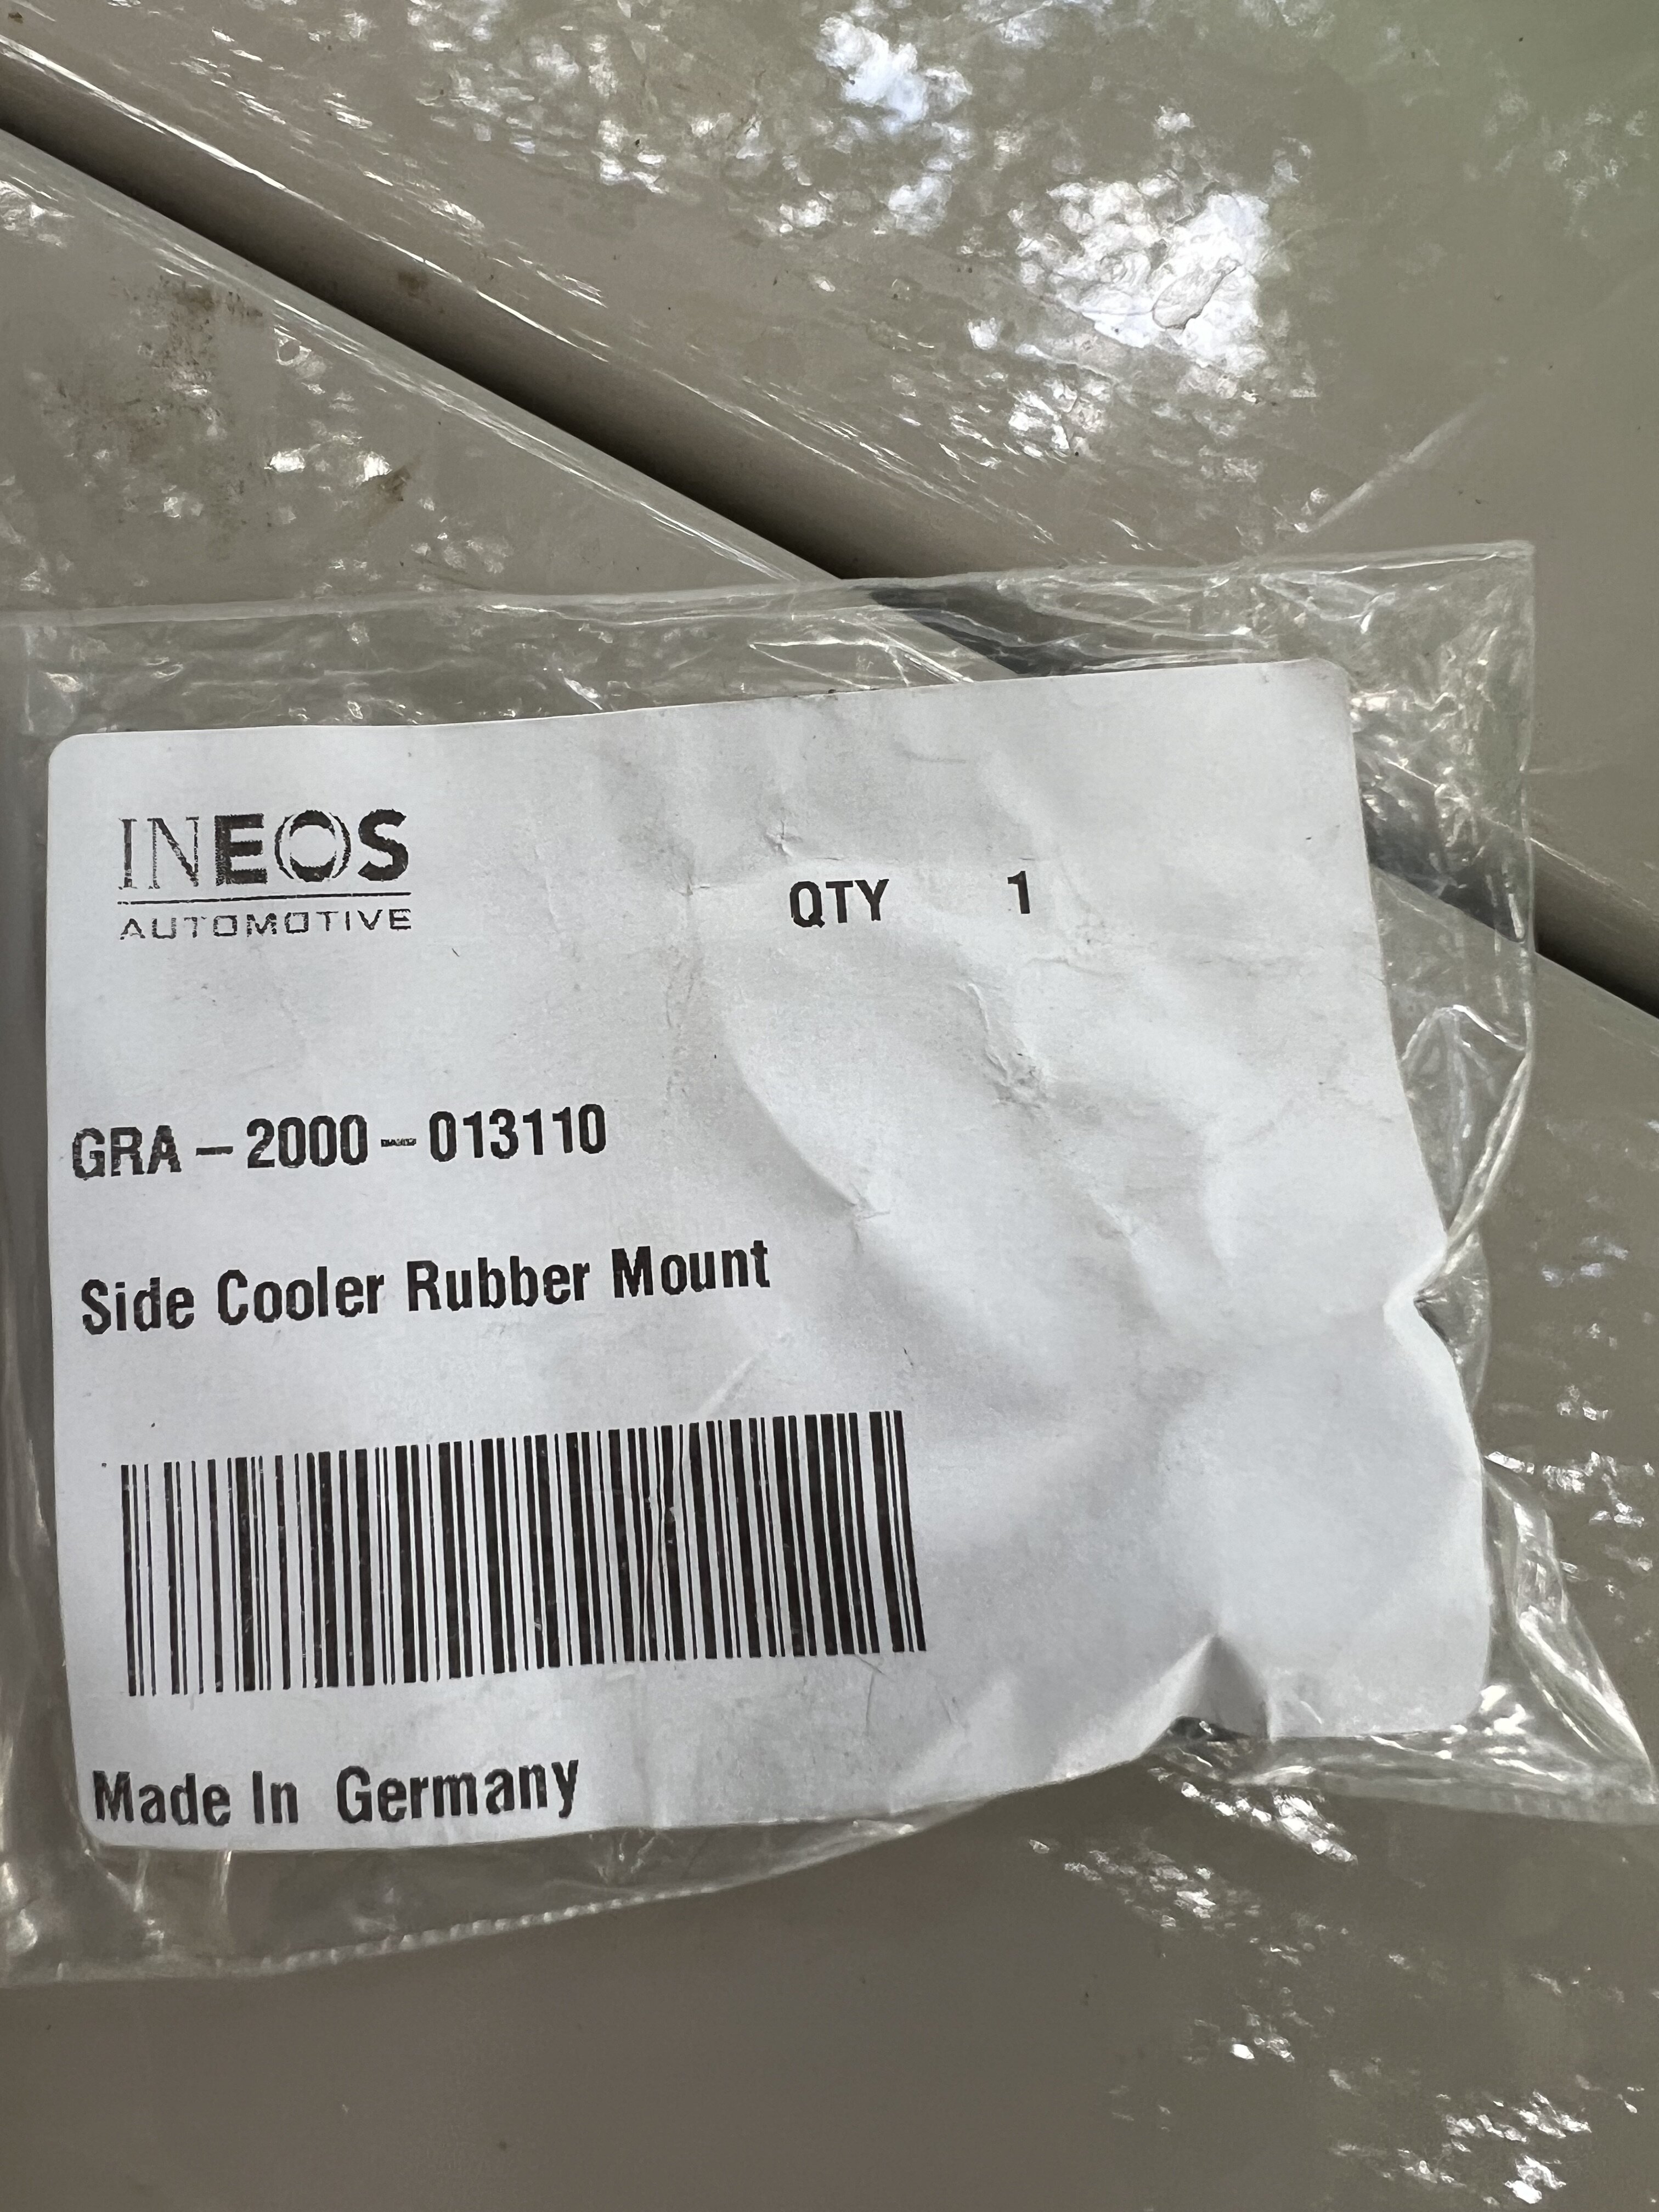 INEOS
AUTOMOTIVE
QTY 1
GRA-2000-013110
Side Cooler Rubber Mount
Made In Germany